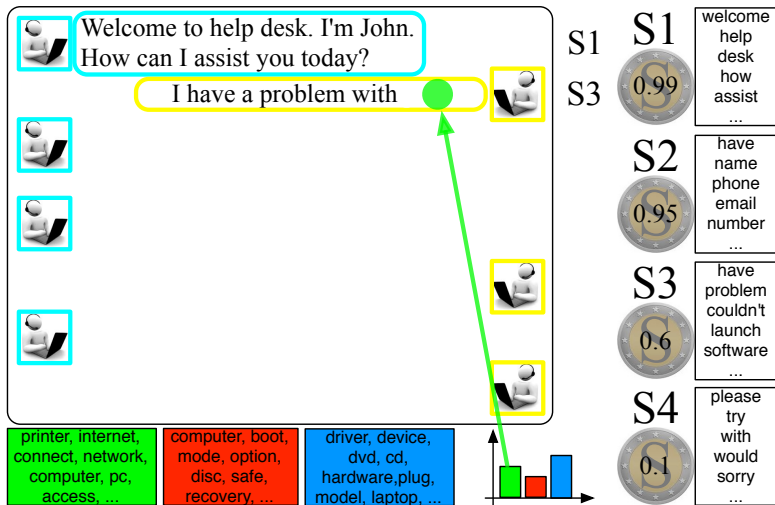 Welcome to help desk. I'm John.
How can I assist you today?
S1
I have a problem with
S3
S1
S
0.99
welcome
help
desk
how
assist
...
S2
S
0.95
have
name
phone
email
number
...
S3
S
0.6
have
problem
couldn't
launch
software
...
S4
S
0.1
please
try
with
would
sorry
...
printer, internet,
connect, network,
computer, pc,
access, ...
computer, boot,
mode, option,
disc, safe,
recovery, ...
driver, device,
dvd, cd,
hardware,plug,
model, laptop, ...